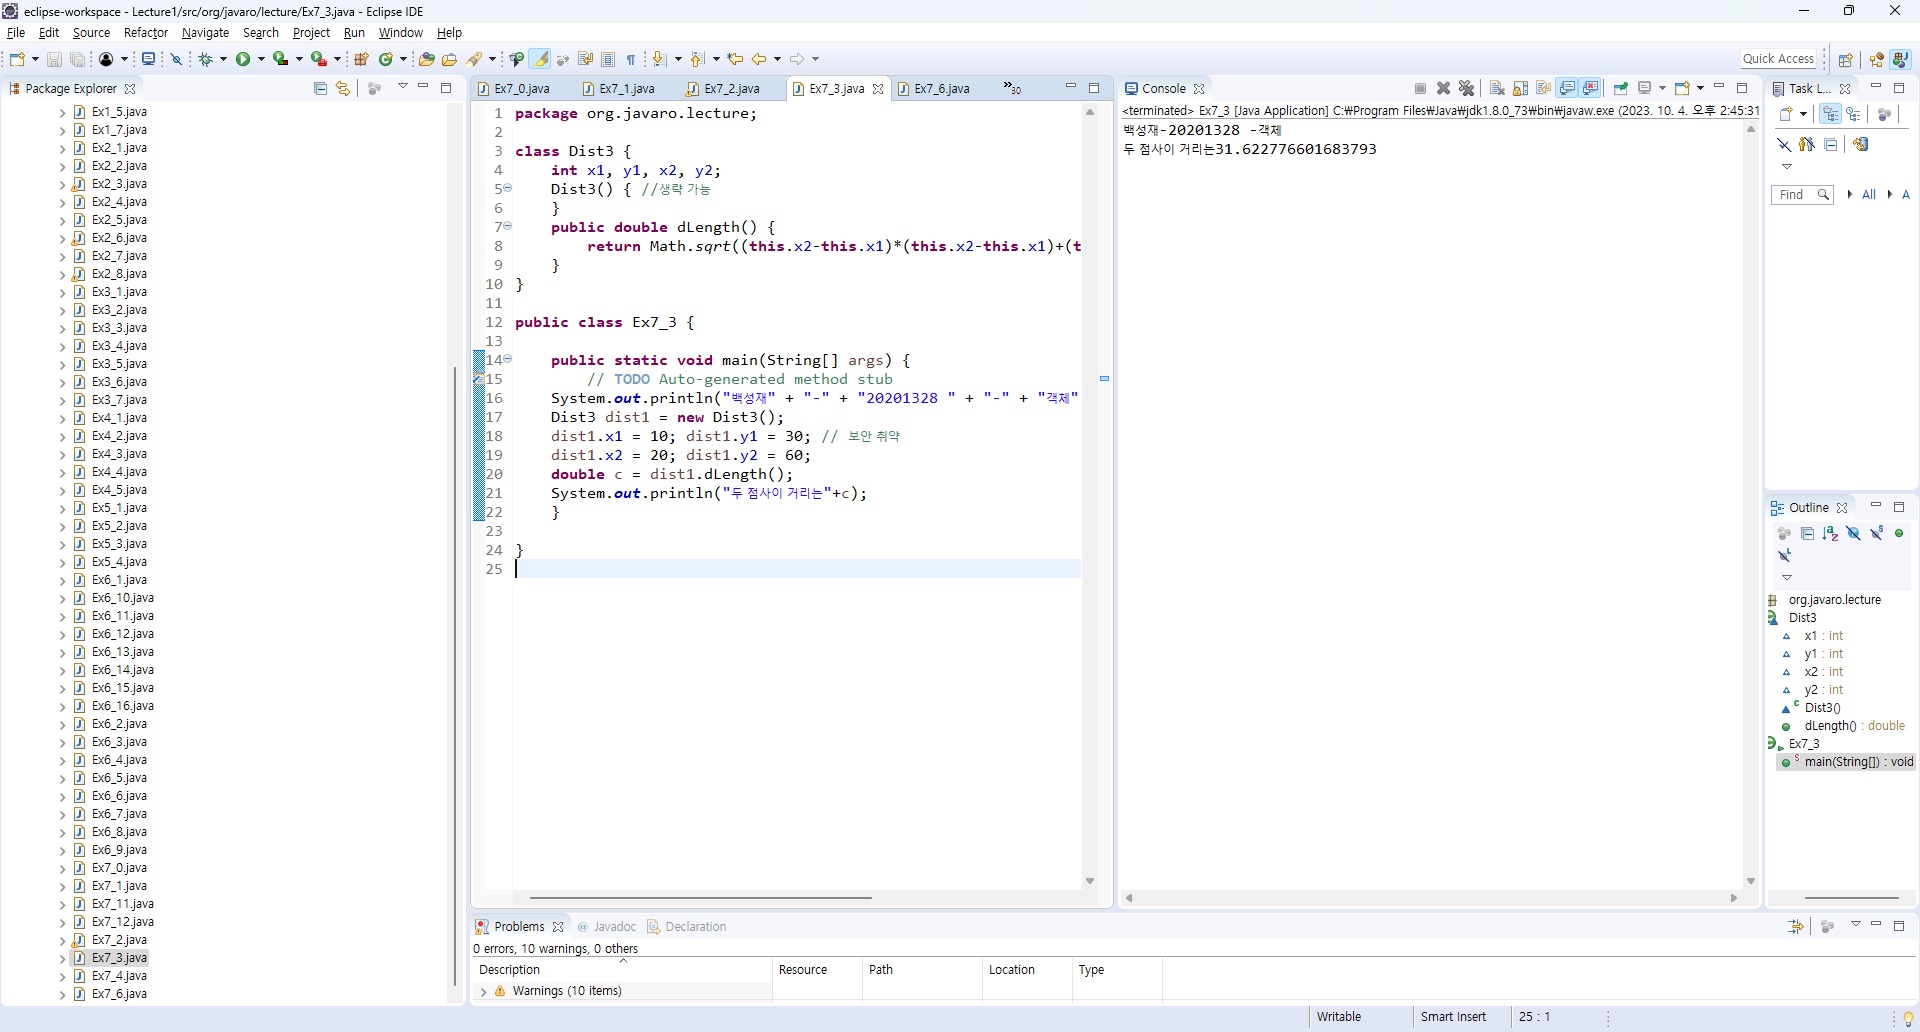 eclipse-workspace - Lecture1/src/org/javaro/lecture/Ex7_3.java - Eclipse IDE
File Edit Source Refactor Navigate Search Project Run Window Help
Quick Access
Package Explorer
Ex1_5.java
Ex1_7.java
Ex2_1.java
Ex2_2.java
Ex2_3.java
Ex2_4.java
Ex2_5.java
Ex2_6.java
Ex2_7.java
Ex2_8.java
Ex3_1.java
Ex3_2.java
Ex3_3.java
Ex3_4.java
Ex3_5.java
Ex3_6.java
Ex3_7.java
Ex4_1.java
Ex4_2.java
Ex4_3.java
Ex4_4.java
Ex4_5.java
Ex5_1.java
Ex5_2.java
Ex5_3.java
Ex5_4.java
Ex6_1.java
Ex6_10.java
Ex6_11.java
Ex6_12.java
Ex6_13.java
Ex6_14.java
Ex6_15.java
Ex6_16.java
Ex6_2.java
Ex6_3.java
Ex6_4.java
Ex6_5.java
Ex6_6.java
Ex6_7.java
Ex6_8.java
Ex6_9.java
Ex7_0.java
Ex7_1.java
Ex7_11.java
Ex7_12.java
Ex7_2.java
Ex7_3.java
Ex7_4.java
Ex7_6.java
Ex7_0.java Ex7_1.java Ex7_2.java Ex7_3.java Ex7_6.java »30
1 package org.javaro.lecture;
2
3 class Dist3 {
4 int x1, y1, x2, y2;
5 Dist3() { //생략 가능
6 }
7 public double dLength() {
8 return Math.sqrt((this.x2-this.x1)*(this.x2-this.x1)+(t
9 }
10 }
11
12 public class Ex7_3 {
13
14 public static void main(String[] args) {
15 // TODO Auto-generated method stub
16 System.out.println("백성재" + "-" + "20201328 " + "-" + "객체"
17 Dist3 dist1 = new Dist3();
18 dist1.x1 = 10; dist1.y1 = 30; // 보안 취약
19 dist1.x2 = 20; dist1.y2 = 60;
20 double c = dist1.dLength();
21 System.out.println("두 점사이 거리는"+c);
22 }
23
24 }
25
Console
<terminated> Ex7_3 [Java Application] C:₩Program Files₩Java₩jdk1.8.0_73₩bin₩javaw.exe (2023. 10. 4. 오후 2:45:31
백성재-20201328 -객체
두 점사이 거리는31.622776601683793
Task L...
Find All A
Outline
org.javaro.lecture
Dist3
x1 : int
y1 : int
x2 : int
y2 : int
Dist3()
dLength() : double
Ex7_3
main(String[]) : void
Problems Javadoc Declaration
0 errors, 10 warnings, 0 others
Description Resource Path Location Type
Warnings (10 items)
Writable Smart Insert 25 : 1